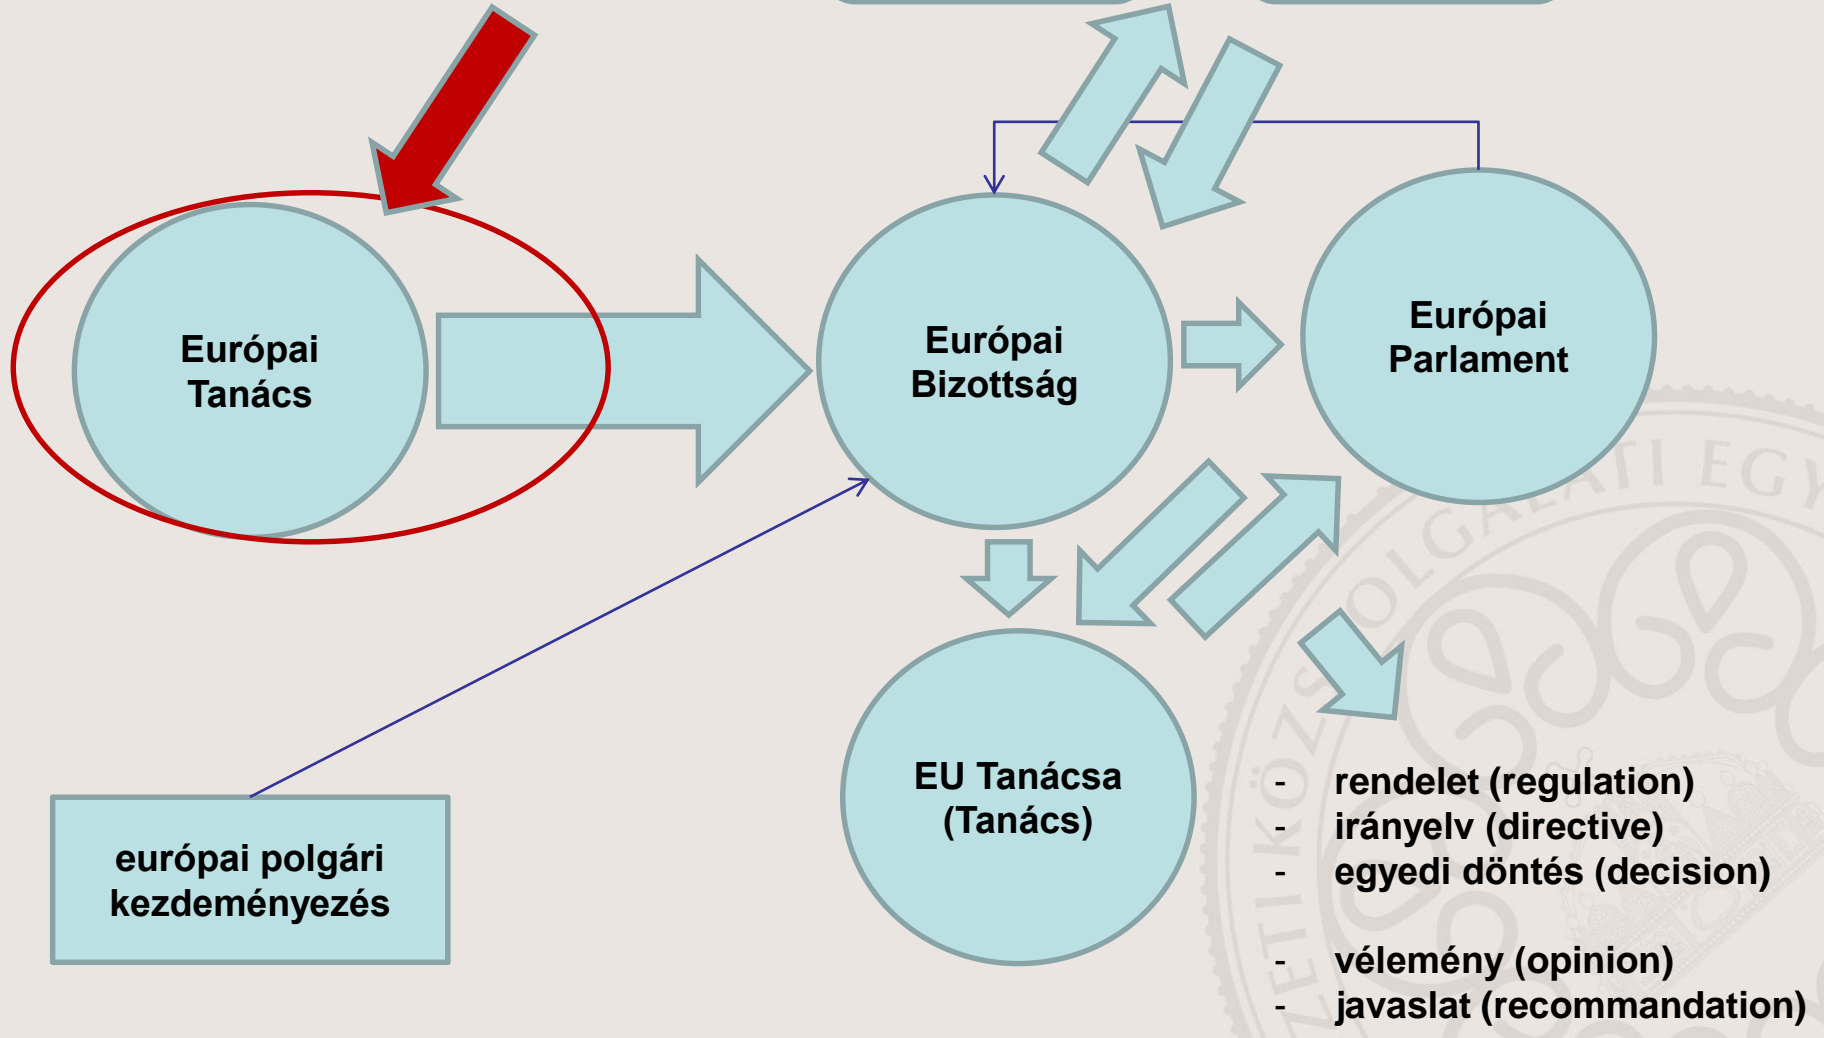 Európai
Tanács
Európai
Bizottság
Európai
Parlament
EU Tanácsa
(Tanács)
európai polgári
kezdeményezés
- rendelet (regulation)
- irányelv (directive)
- egyedi döntés (decision)
- vélemény (opinion)
- javaslat (recommandation)